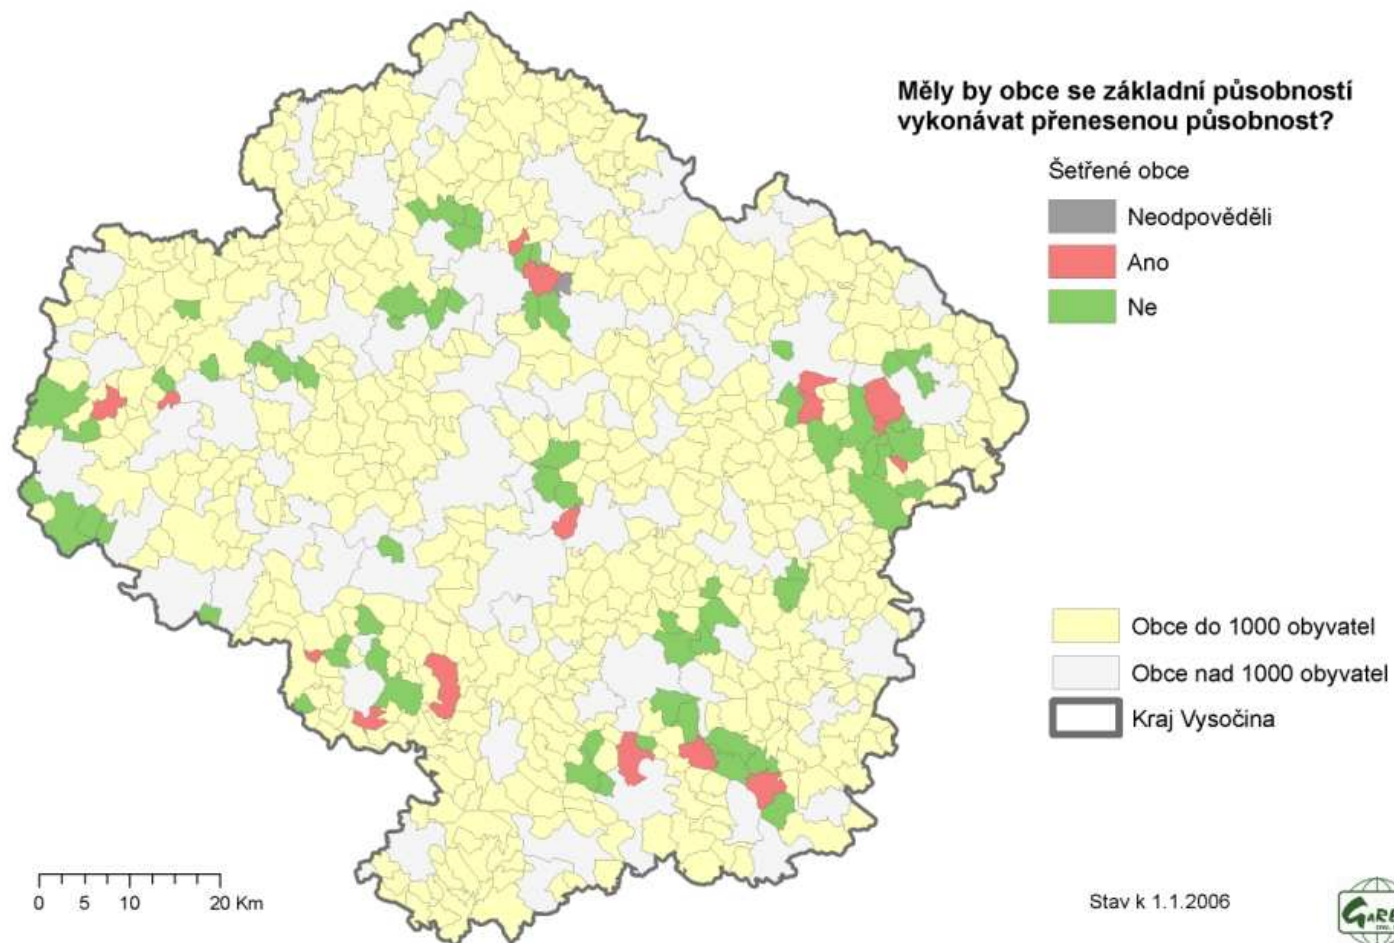 Měly by obce se základní působností
vykonávat přenesenou působnost?
Šetřené obce
Neodpověděli
Ano
Ne
Obce do 1000 obyvatel
Obce nad 1000 obyvatel
Kraj Vysočina
0 5 10 20 Km
Stav k 1.1.2006